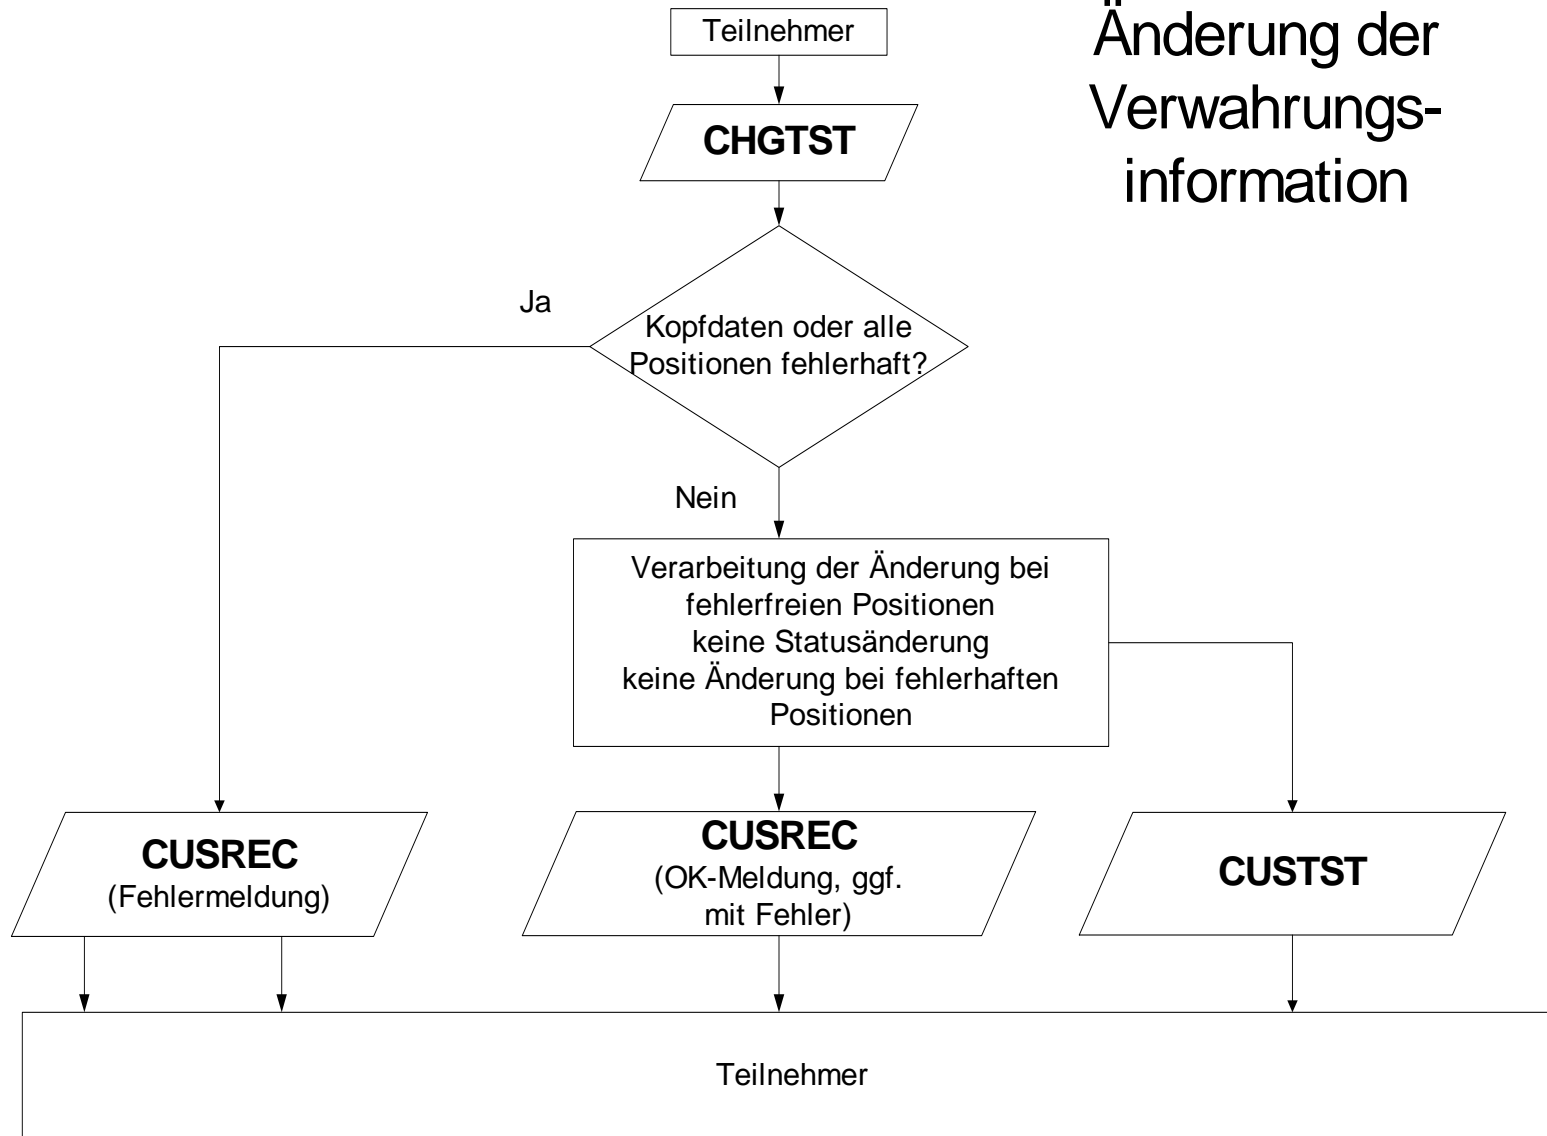 Teilnehmer
Änderung der
Verwahrungs-
information
CHGTST
Ja
Kopfdaten oder alle
Positionen fehlerhaft?
Nein
Verarbeitung der Änderung bei
fehlerfreien Positionen
keine Statusänderung
keine Änderung bei fehlerhaften
Positionen
CUSREC
(Fehlermeldung)
CUSREC
(OK-Meldung, ggf.
mit Fehler)
CUSTST
Teilnehmer